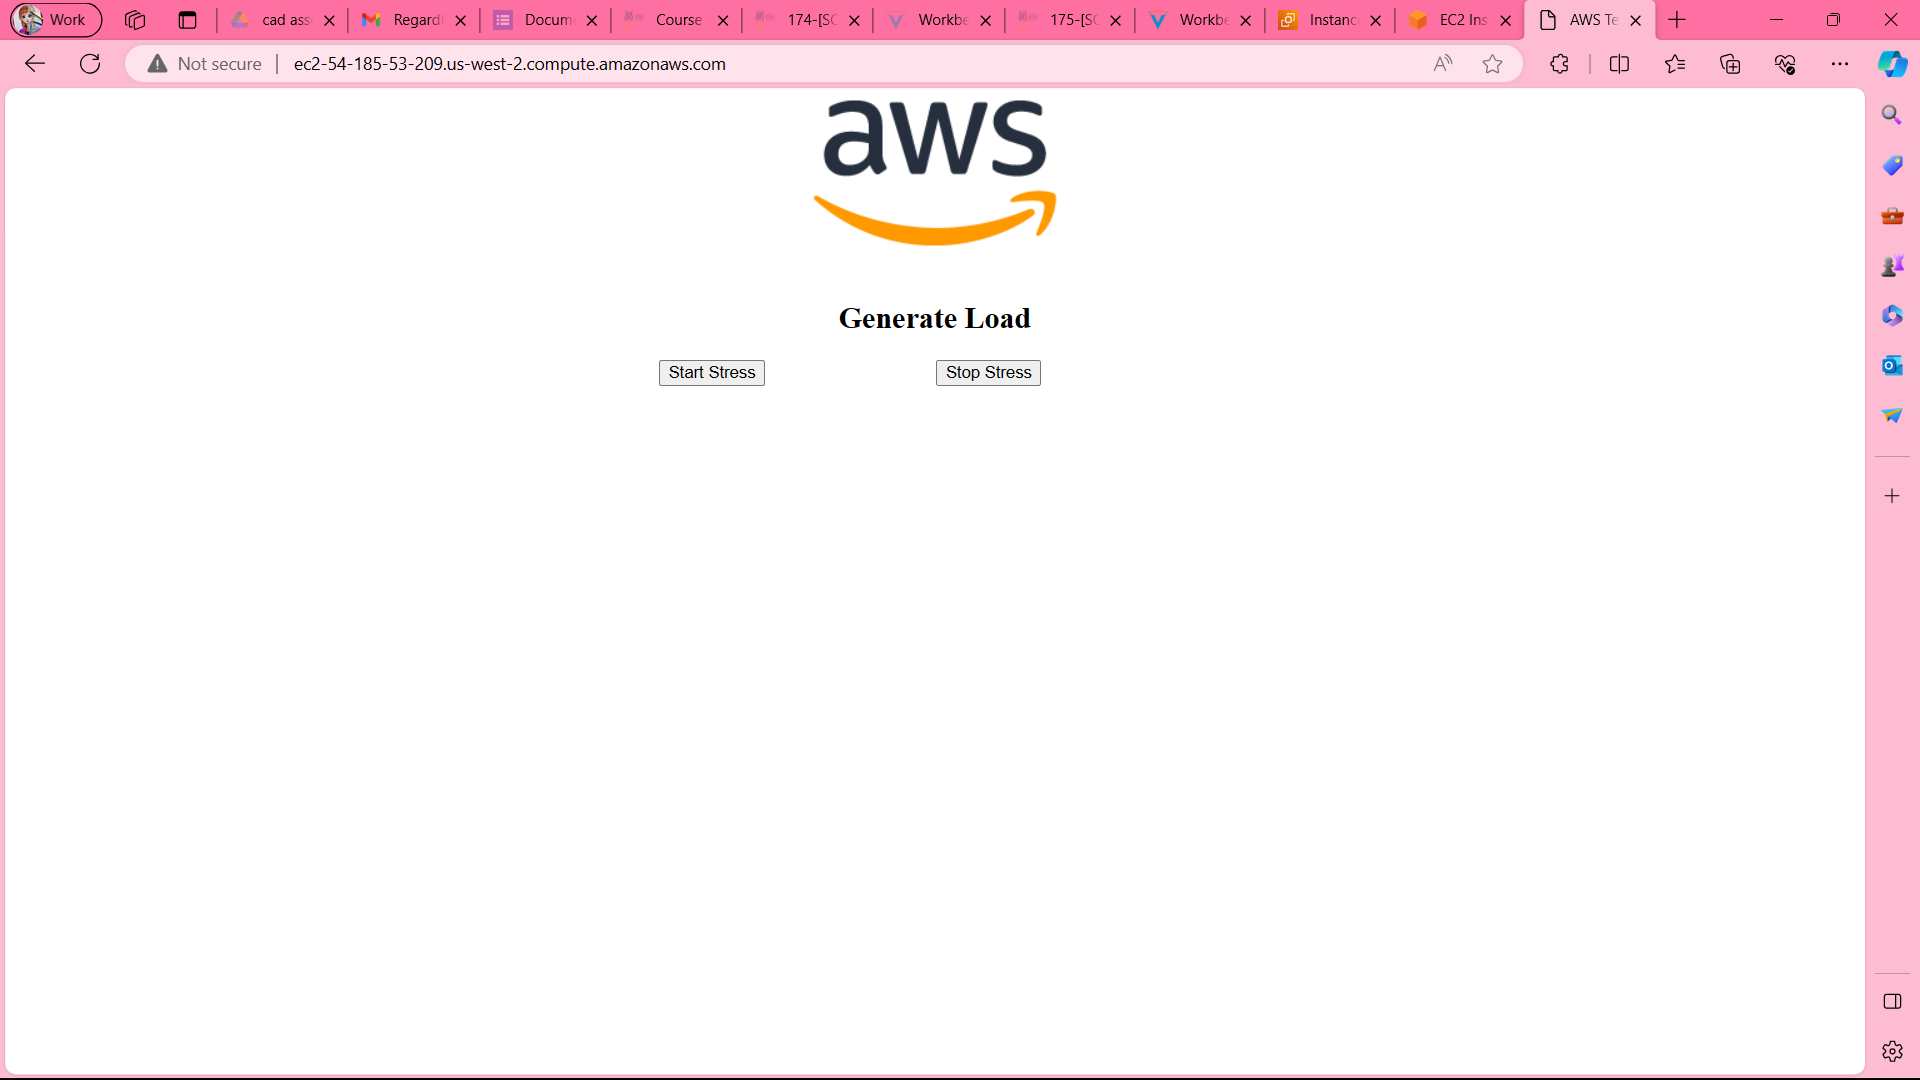 Work
cad ass
Regardi
Docum
Course
174-[SC
Workbe
175-[SC
Workbe
Instanc
EC2 Ins
AWS Te
Not secure
ec2-54-185-53-209.us-west-2.compute.amazonaws.com
aws
Generate Load
Start Stress
Stop Stress